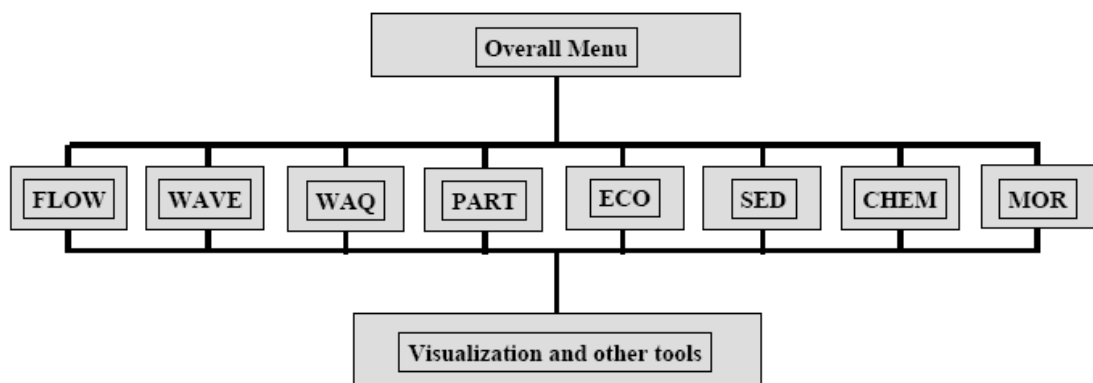 Overall Menu
FLOW
WAVE
WAQ
PART
ECO
SED
CHEM
MOR
Visualization and other tools